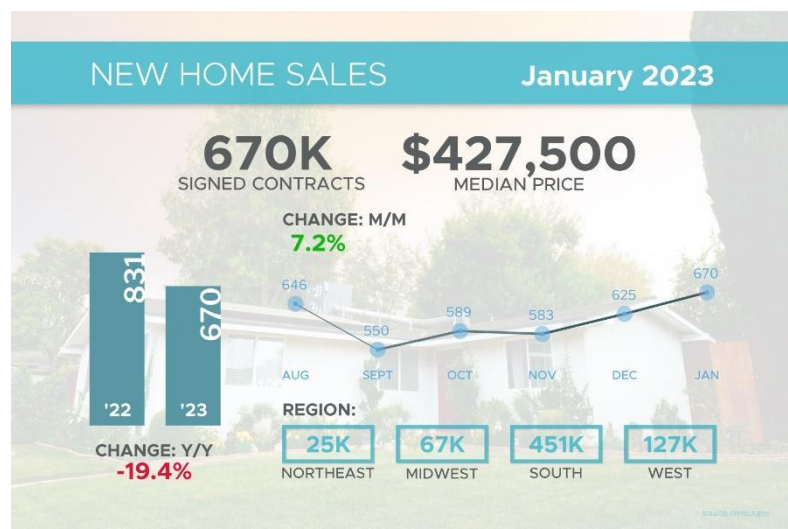 NEW HOME SALES January 2023
670K $427,500
SIGNED CONTRACTS MEDIAN PRICE
CHANGE: M/M
7.2%
831 670
'22 '23
CHANGE: Y/Y
-19.4%
646 550 589 583 625 670
AUG SEPT OCT NOV DEC JAN
REGION:
25K 67K 451K 127K
NORTHEAST MIDWEST SOUTH WEST